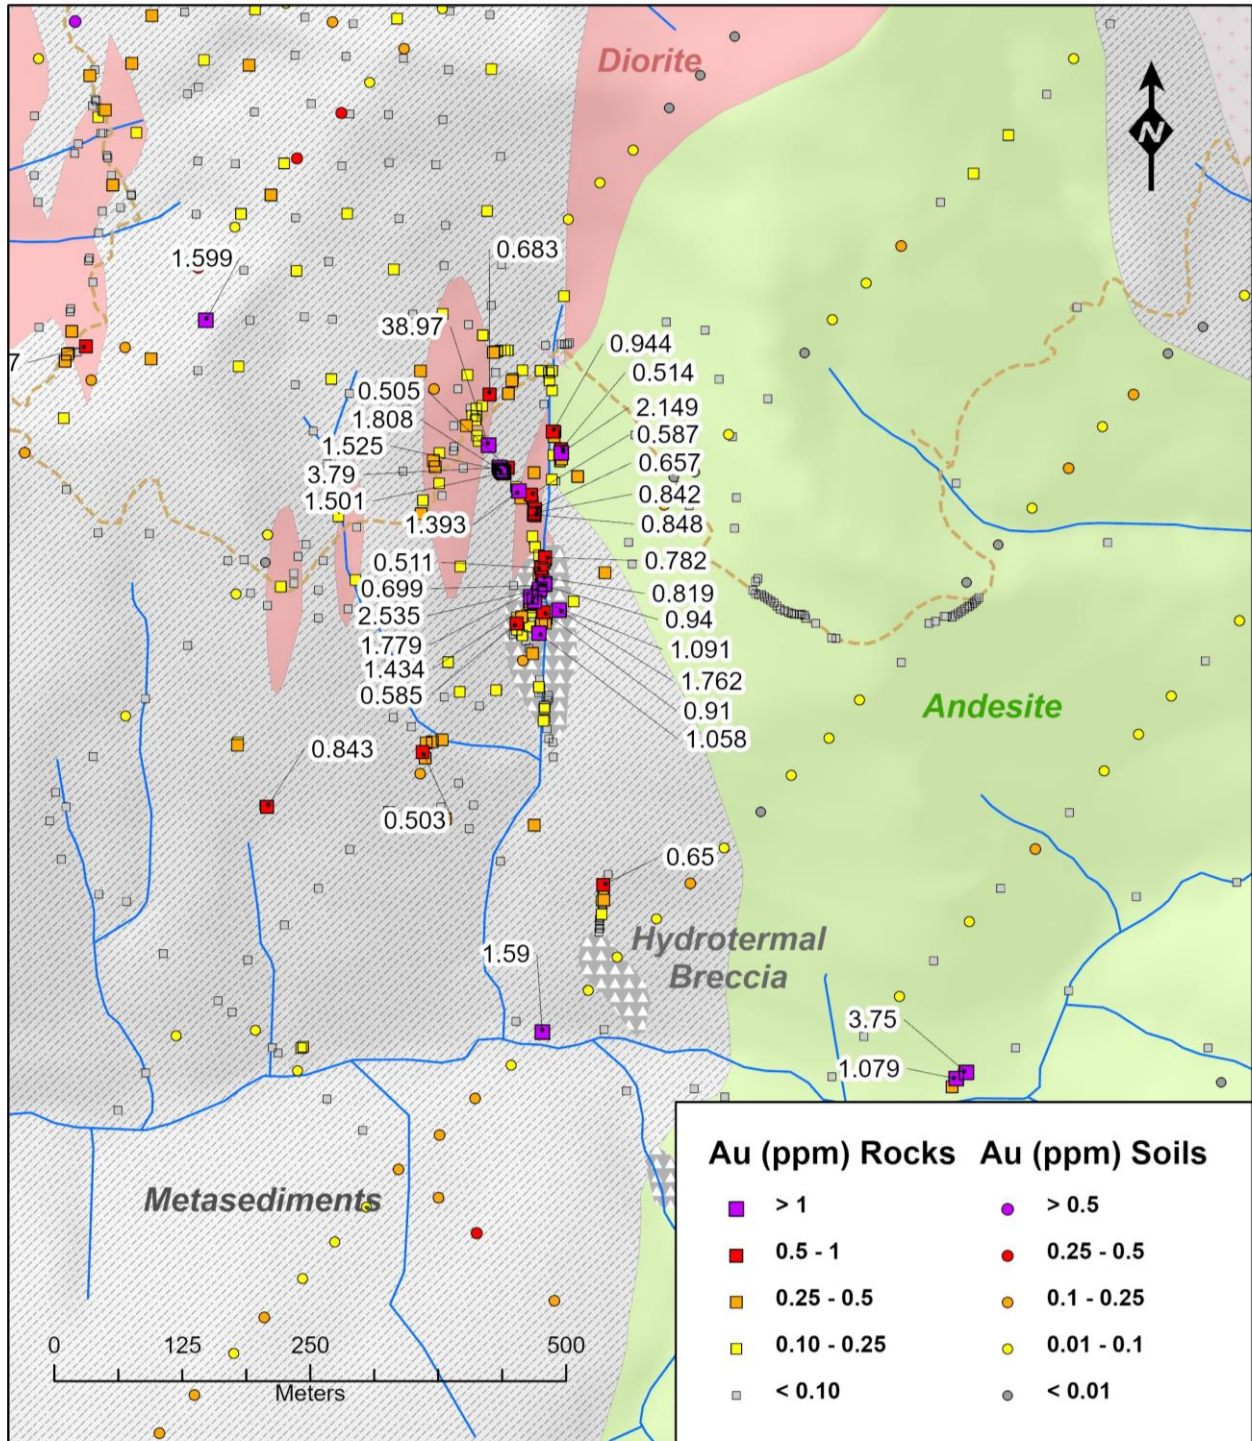 Diorite
N
1.599
0.683
38.97
0.944
0.514
7
0.505
2.149
1.808
0.587
1.525
0.657
3.79
0.842
1.501
1.393
0.848
0.511
0.782
0.699
0.819
2.535
0.94
1.779
1.091
1.434
1.762
0.585
0.91
Andesite
0.843
1.058
0.503
0.65
Hydrotermal
Breccia
1.59
3.75
1.079
Metasediments
0 125 250 500
Meters
Au (ppm) Rocks Au (ppm) Soils
> 1 > 0.5
0.5 - 1 0.25 - 0.5
0.25 - 0.5 0.1 - 0.25
0.10 - 0.25 0.01 - 0.1
< 0.10 < 0.01